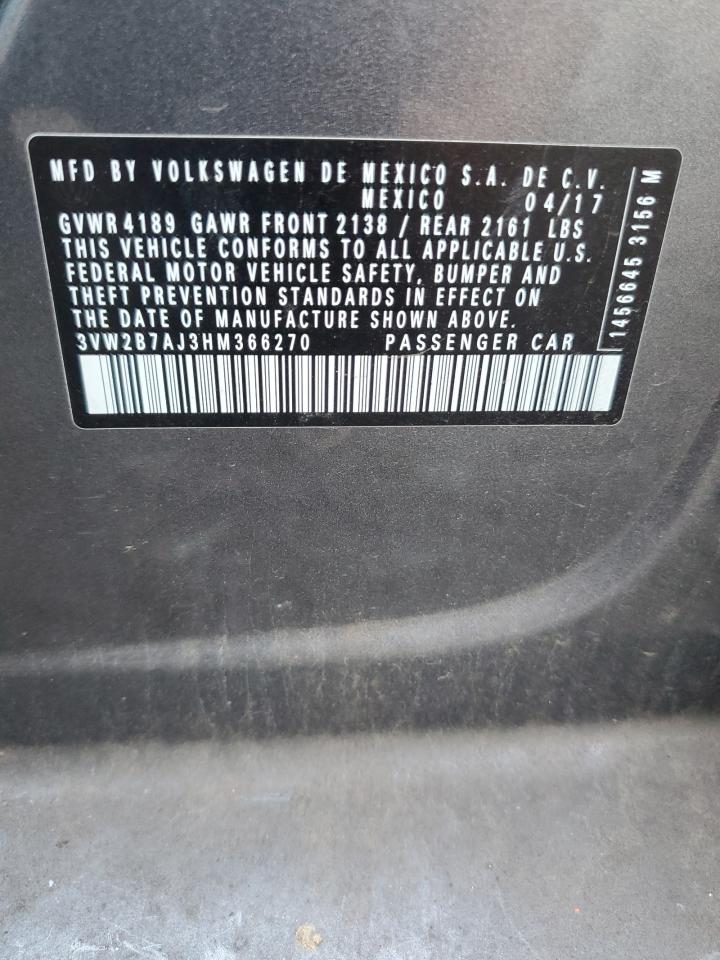 MFD BY VOLKSWAGEN DE MEXICO S.A. DE C.V.
MEXICO 04/17
GVWR 4189 GAWR FRONT 2138 / REAR 2161 LBS
THIS VEHICLE CONFORMS TO ALL APPLICABLE U.S.
FEDERAL MOTOR VEHICLE SAFETY, BUMPER AND
THEFT PREVENTION STANDARDS IN EFFECT ON
THE DATE OF MANUFACTURE SHOWN ABOVE.
3VW2B7AJ3HM366270 PASSENGER CAR
1456645 3156 M